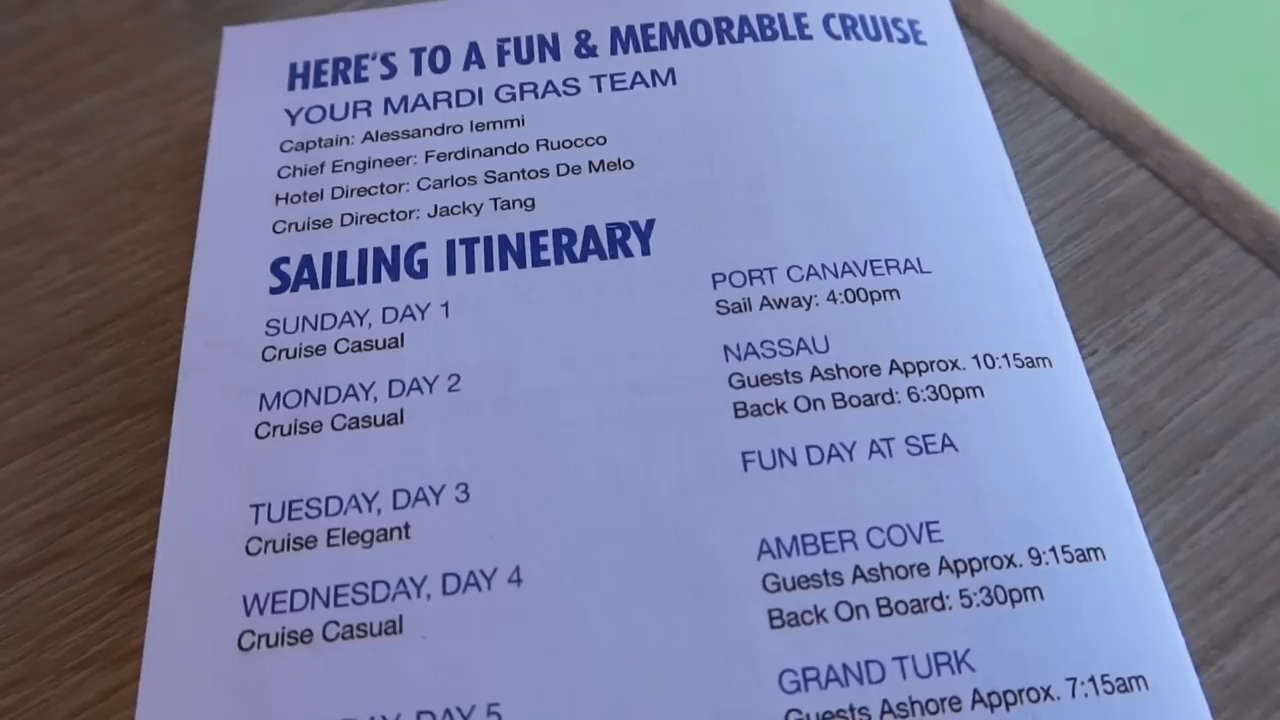 HERE'S TO A FUN & MEMORABLE CRUISE
YOUR MARDI GRAS TEAM
Captain: Alessandro Iemmi
Chief Engineer: Ferdinando Ruocco
Hotel Director: Carlos Santos De Melo
Cruise Director: Jacky Tang
SAILING ITINERARY
SUNDAY, DAY 1
Cruise Casual
PORT CANAVERAL
Sail Away: 4:00pm
MONDAY, DAY 2
Cruise Casual
NASSAU
Guests Ashore Approx. 10:15am
Back On Board: 6:30pm
TUESDAY, DAY 3
Cruise Elegant
FUN DAY AT SEA
WEDNESDAY, DAY 4
Cruise Casual
AMBER COVE
Guests Ashore Approx. 9:15am
Back On Board: 5:30pm
DAY 5
GRAND TURK
Guests Ashore Approx. 7:15am